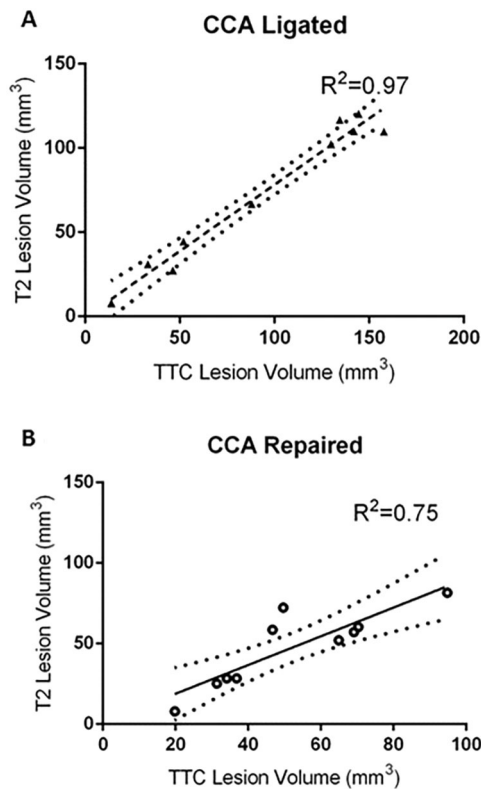 A
CCA Ligated
R²=0.97
T2 Lesion Volume (mm³)
150
100
50
0
0 50 100 150 200
TTC Lesion Volume (mm³)
B
CCA Repaired
R²=0.75
T2 Lesion Volume (mm³)
150
100
50
0
0 20 40 60 80 100
TTC Lesion Volume (mm³)